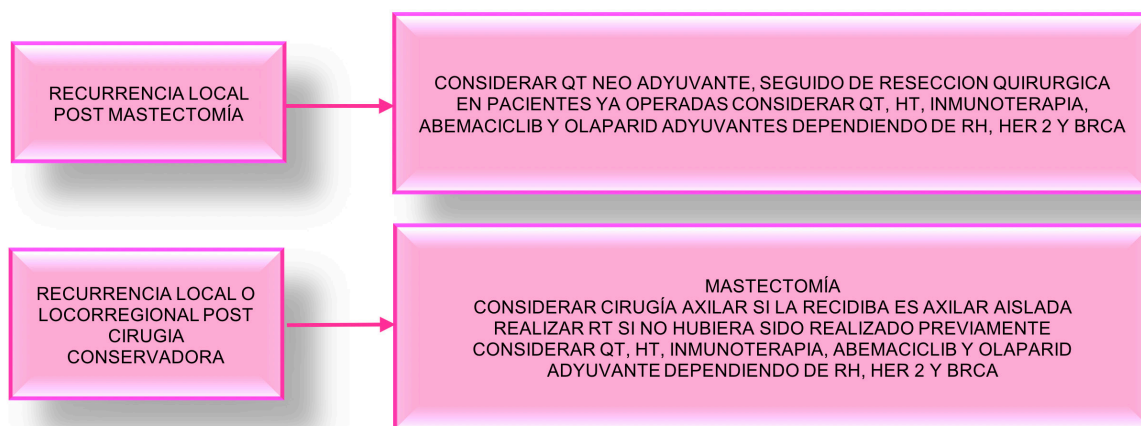 RECURRENCIA LOCAL
POST MASTECTOMÍA
CONSIDERAR QT NEO ADYUVANTE, SEGUIDO DE RESECCION QUIRURGICA
EN PACIENTES YA OPERADAS CONSIDERAR QT, HT, INMUNOTERAPIA,
ABEMACICLIB Y OLAPARID ADYUVANTES DEPENDIENDO DE RH, HER 2 Y BRCA
RECURRENCIA LOCAL O
LOCORREGIONAL POST
CIRUGIA
CONSERVADORA
MASTECTOMÍA
CONSIDERAR CIRUGÍA AXILAR SI LA RECIDIBA ES AXILAR AISLADA
REALIZAR RT SI NO HUBIERA SIDO REALIZADO PREVIAMENTE
CONSIDERAR QT, HT, INMUNOTERAPIA, ABEMACICLIB Y OLAPARID
ADYUVANTE DEPENDIENDO DE RH, HER 2 Y BRCA